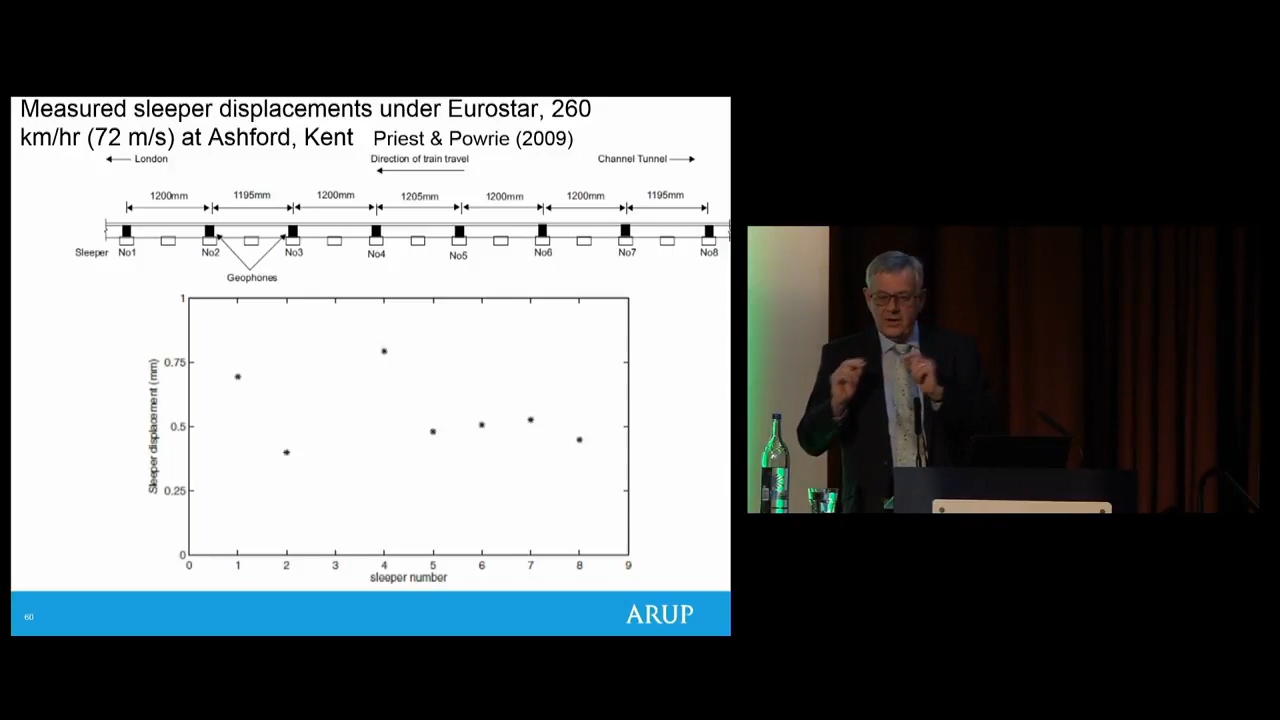 Measured sleeper displacements under Eurostar, 260
km/hr (72 m/s) at Ashford, Kent Priest & Powrie (2009)
London Direction of train travel Channel Tunnel
1200mm 1195mm 1200mm 1205mm 1200mm 1200mm 1195mm
Sleeper No1 No2 No3 No4 No5 No6 No7 No8
Geophones
1
0.75
0.5
0.25
0
Sleeper displacement (mm)
0 1 2 3 4 5 6 7 8 9
sleeper number
60
ARUP